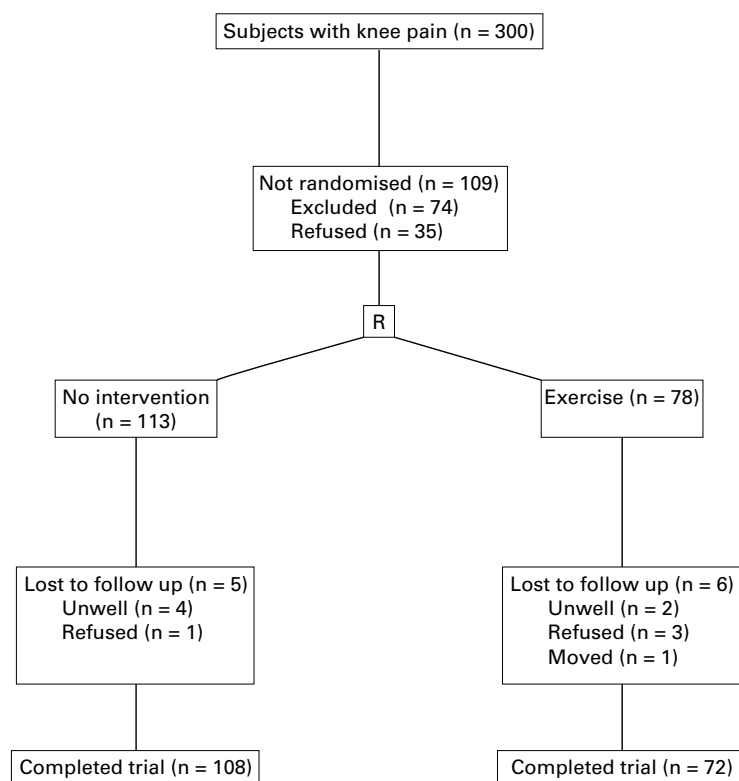 Subjects with knee pain (n = 300)
Not randomised (n = 109)
Excluded (n = 74)
Refused (n = 35)
R
No intervention
(n = 113)
Exercise (n = 78)
Lost to follow up (n = 5)
Unwell (n = 4)
Refused (n = 1)
Lost to follow up (n = 6)
Unwell (n = 2)
Refused (n = 3)
Moved (n = 1)
Completed trial (n = 108)
Completed trial (n = 72)